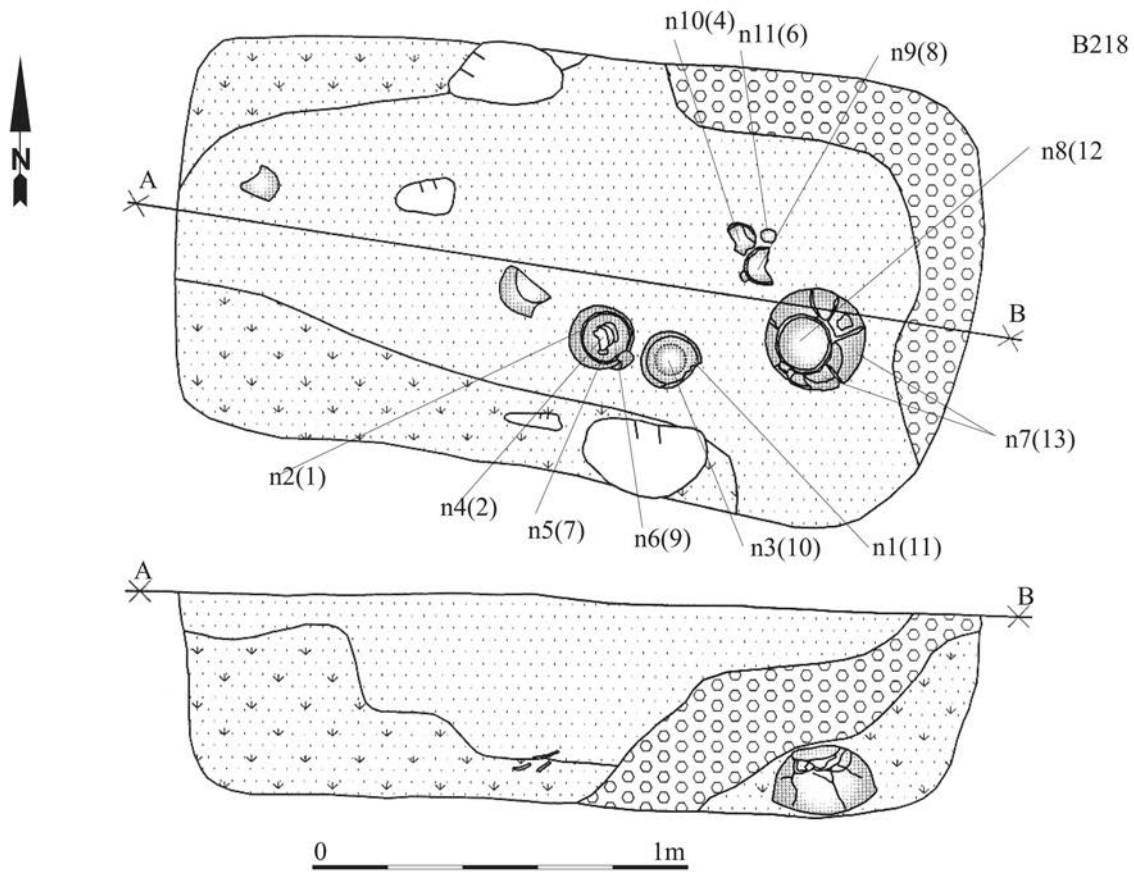 n10(4)
n11(6)
n9(8)
B218
n8(12
N
A
B
n7(13)
n2(1)
n4(2)
n5(7)
n6(9)
n3(10)
n1(11)
A
B
0
1m